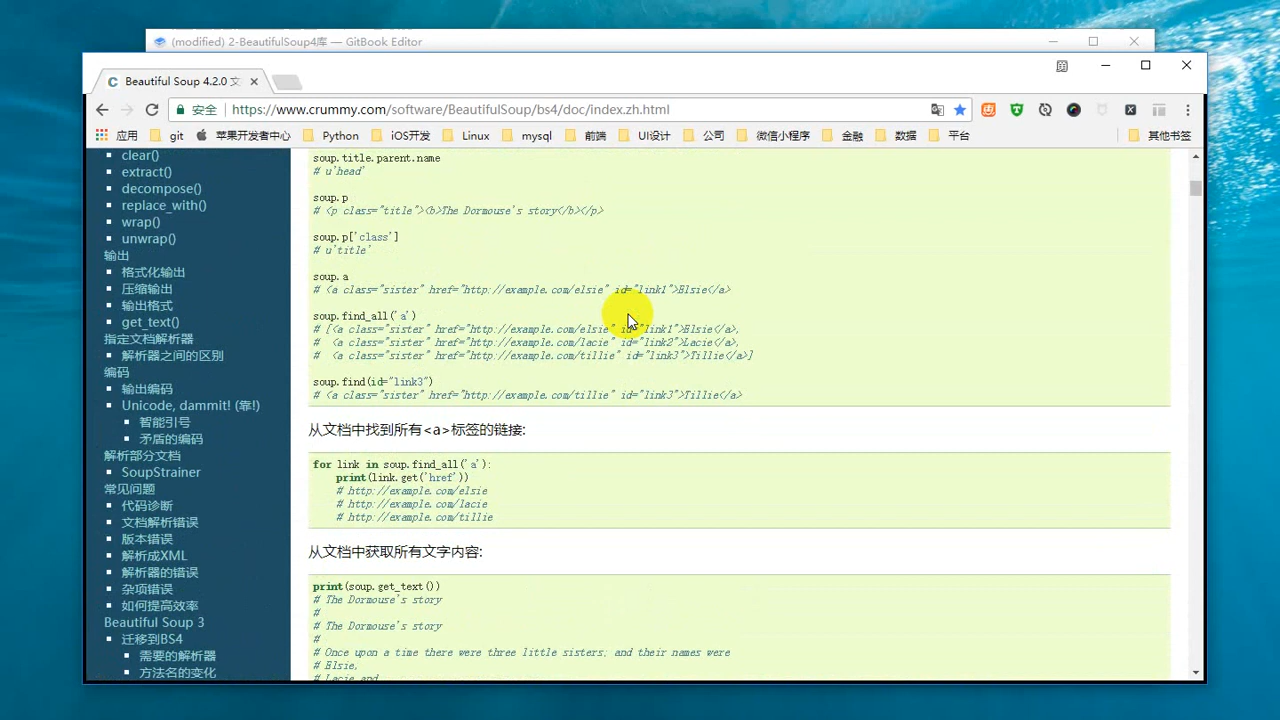 (modified) 2-BeautifulSoup4库 — GitBook Editor
Beautiful Soup 4.2.0 文
安全 https://www.crummy.com/software/BeautifulSoup/bs4/doc/index.zh.html
应用 git 苹果开发者中心 Python iOS开发 Linux mysql 前端 UI设计 公司 微信小程序 金融 数据 平台 其他书签
clear()
extract()
decompose()
replace_with()
wrap()
unwrap()
输出
格式化输出
压缩输出
输出格式
get_text()
指定文档解析器
解析器之间的区别
编码
输出编码
Unicode, dammit! (靠!)
智能引号
矛盾的编码
解析部分文档
SoupStrainer
常见问题
代码诊断
文档解析错误
版本错误
解析成XML
解析器的错误
杂项错误
如何提高效率
Beautiful Soup 3
迁移到BS4
需要的解析器
方法名的变化
soup.title.parent.name
# u'head'
soup.p
# <p class="title"><b>The Dormouse's story</b></p>
soup.p['class']
# u'title'
soup.a
# <a class="sister" href="http://example.com/elsie" id="link1">Elsie</a>
soup.find_all('a')
# [<a class="sister" href="http://example.com/elsie" id="link1">Elsie</a>,
#  <a class="sister" href="http://example.com/lacie" id="link2">Lacie</a>,
#  <a class="sister" href="http://example.com/tillie" id="link3">Tillie</a>]
soup.find(id="link3")
# <a class="sister" href="http://example.com/tillie" id="link3">Tillie</a>
从文档中找到所有<a>标签的链接:
for link in soup.find_all('a'):
print(link.get('href'))
# http://example.com/elsie
# http://example.com/lacie
# http://example.com/tillie
从文档中获取所有文字内容:
print(soup.get_text())
# The Dormouse's story
#
# The Dormouse's story
#
# Once upon a time there were three little sisters; and their names were
# Elsie,
# Lacie and